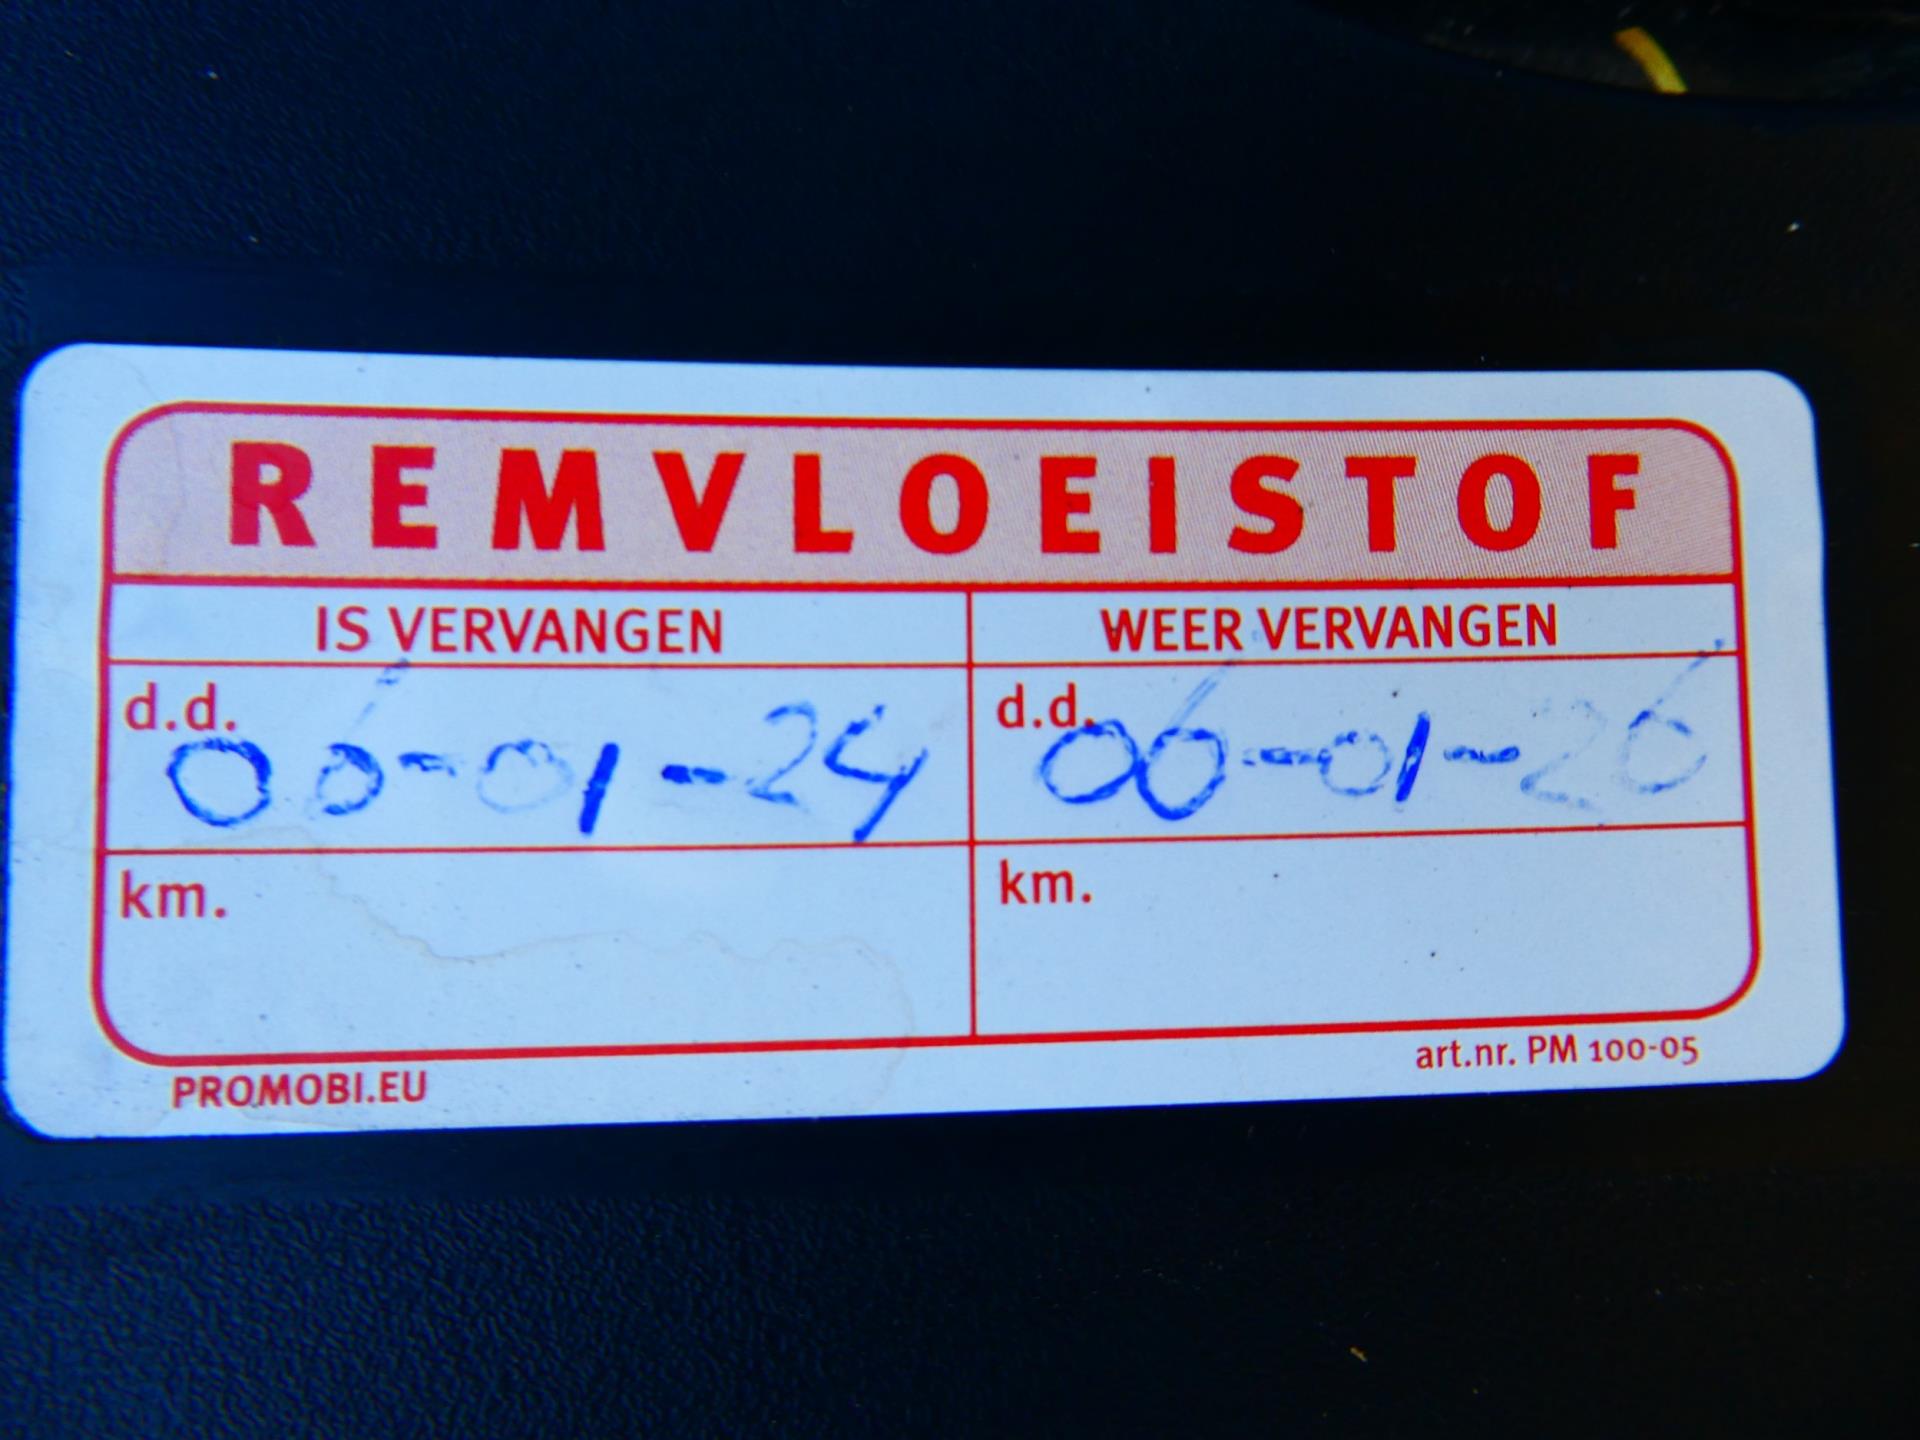 REMVLOEISTOF
IS VERVANGEN WEER VERVANGEN
d.d. 06-01-24 d.d. 06-01-26
km. km.
PROMOBI.EU art.nr. PM 100-05